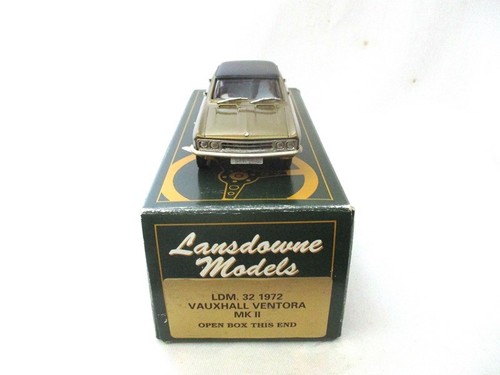 Lansdowne
Models
LDM. 32 1972
VAUXHALL VENTORA
MK II
OPEN BOX THIS END